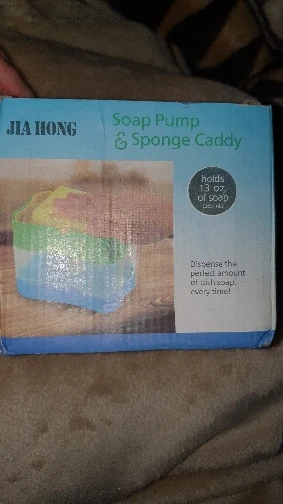 JIA HONG
Soap Pump
& Sponge Caddy
holds
13 oz.
of soap
Dispense the
perfect amount
of dish soap,
every time!